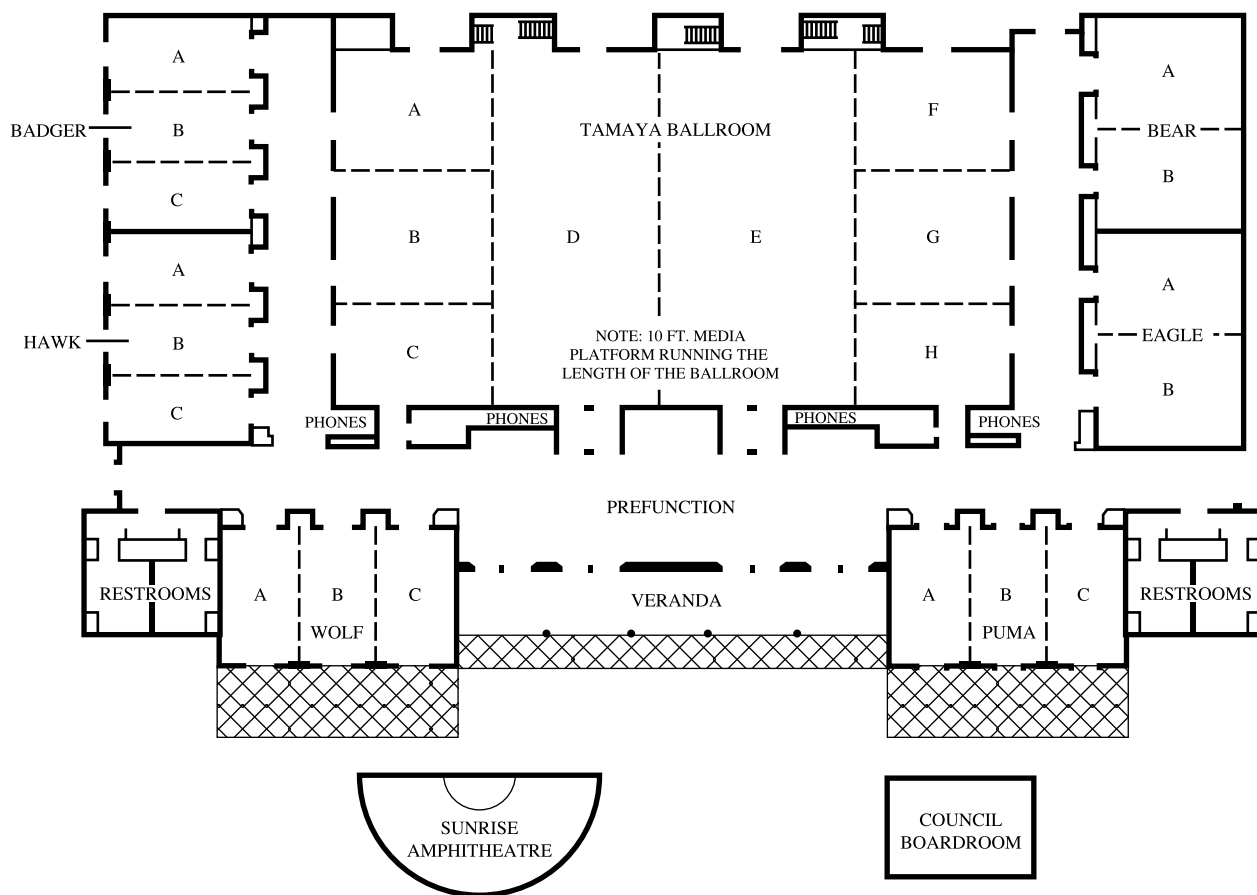 A
A
BADGER
B
A
TAMAYA BALLROOM
F
BEAR
B
C
B
D
E
G
A
A
HAWK
B
C
NOTE: 10 FT. MEDIA
PLATFORM RUNNING THE
LENGTH OF THE BALLROOM
H
EAGLE
C
B
PHONES
PHONES
PHONES
PHONES
PREFUNCTION
RESTROOMS
A
B
C
WOLF
VERANDA
A
B
C
PUMA
RESTROOMS
SUNRISE
AMPHITHEATRE
COUNCIL
BOARDROOM